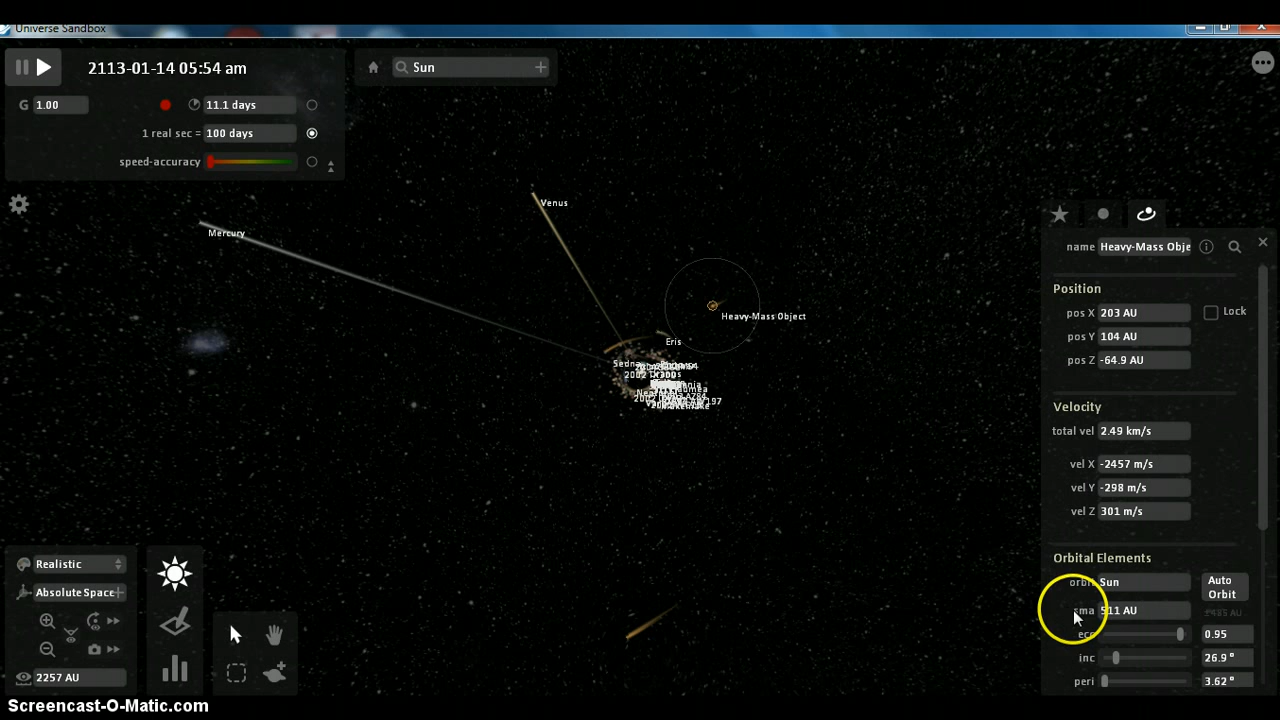 Universe Sandbox
2113-01-14 05:54 am
Sun
G 1.00
11.1 days
1 real sec = 100 days
speed-accuracy
Venus
Mercury
Heavy-Mass Object
Eris
Sedna
name Heavy-Mass Obje
Position
pos X 203 AU
Lock
pos Y 104 AU
pos Z -64.9 AU
Velocity
total vel 2.49 km/s
vel X -2457 m/s
vel Y -298 m/s
vel Z 301 m/s
Orbital Elements
orbit Sun
Auto Orbit
sma 511 AU
ecc 0.95
inc 26.9°
peri 3.62°
Realistic
Absolute Space
2257 AU
Screencast-O-Matic.com